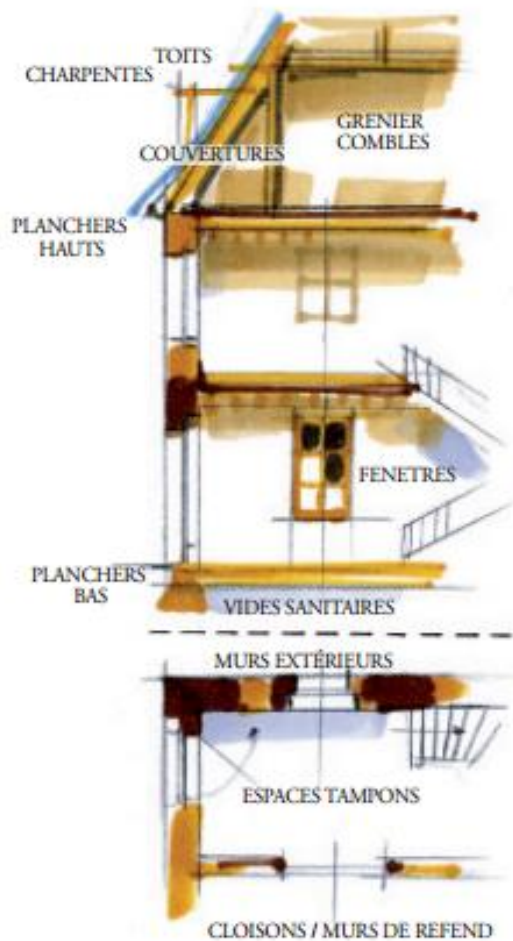 TOITS
CHARPENTES
GRENIER
COMBLES
COUVERTURES
PLANCHERS
HAUTS
FENETRES
PLANCHERS
BAS
VIDES SANITAIRES
MURS EXTÉRIEURS
ESPACES TAMPONS
CLOISONS / MURS DE REFEND